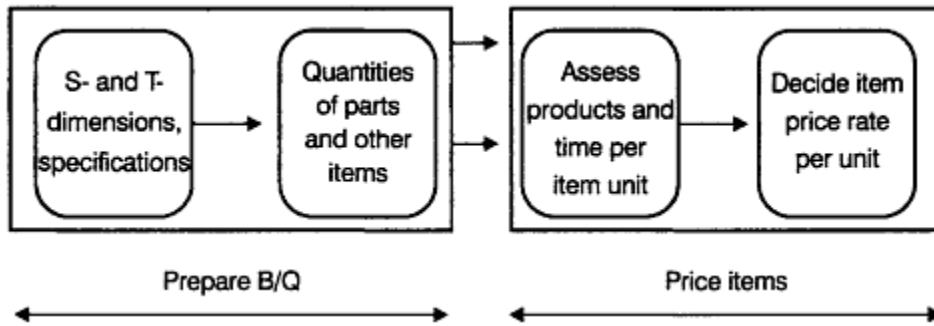 S- and T-
dimensions,
specifications
Quantities
of parts
and other
items
Assess
products and
time per
item unit
Decide item
price rate
per unit
Prepare B/Q
Price items